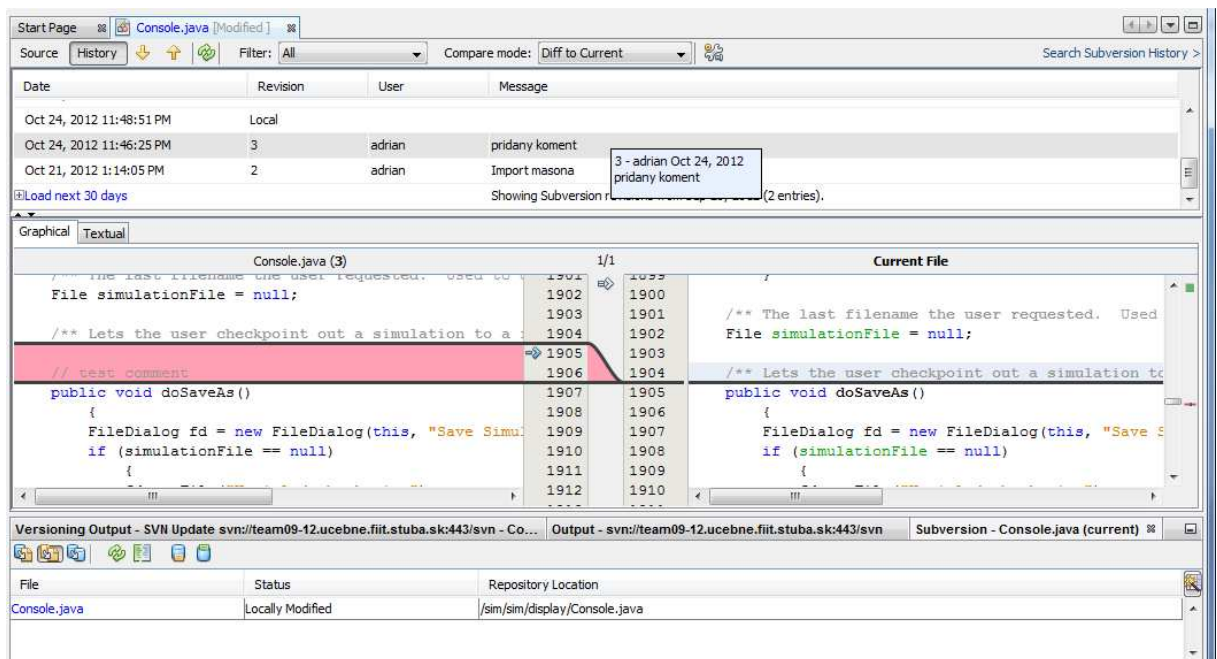 Start Page Console.java [Modified]
Source History Filter: All Compare mode: Diff to Current Search Subversion History >
Date Revision User Message
Oct 24, 2012 11:48:51 PM Local
Oct 24, 2012 11:46:25 PM 3 adrian pridany koment
Oct 21, 2012 1:14:05 PM 2 adrian Import masona
3 - adrian Oct 24, 2012
pridany koment
Load next 30 days Showing Subversion (2 entries).
Graphical Textual
Console.java (3) 1/1 Current File
/** The last filename the user requested. Used to 1901 1899 }
File simulationFile = null; 1902 1900
1903 1901 /** The last filename the user requested. Used
/** Lets the user checkpoint out a simulation to a 1904 1902 File simulationFile = null;
1905 1903
// test comment 1906 1904 /** Lets the user checkpoint out a simulation to
public void doSaveAs() 1907 1905 public void doSaveAs()
{ 1908 1906 {
FileDialog fd = new FileDialog(this, "Save Simul 1909 1907 FileDialog fd = new FileDialog(this, "Save S
if (simulationFile == null) 1910 1908 if (simulationFile == null)
{ 1911 1909 {
1912 1910
Versioning Output - SVN Update svn://team09-12.ucebne.fiit.stuba.sk:443/svn - Co... Output - svn://team09-12.ucebne.fiit.stuba.sk:443/svn Subversion - Console.java (current)
File Status Repository Location
Console.java Locally Modified /sim/sim/display/Console.java